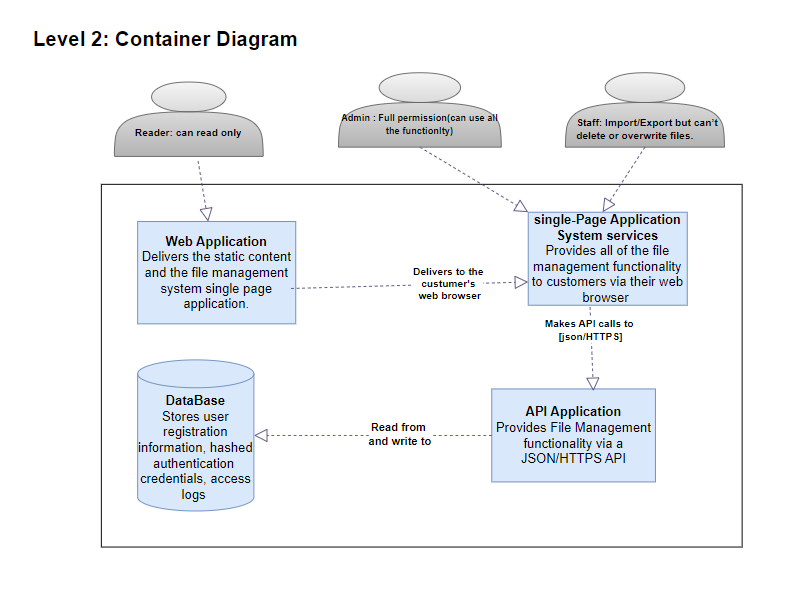 Level 2: Container Diagram
Reader: can read only
Admin : Full permission(can use all
the functionlty)
Staff: Import/Export but can't
delete or overwrite files.
Web Application
Delivers the static content
and the file management
system single page
application.
single-Page Application
System services
Provides all of the file
management functionality
to customers via their web
browser
Delivers to the
custumer's
web browser
Makes API calls to
[json/HTTPS]
DataBase
Stores user
registration
information, hashed
authentication
credentials, access
logs
Read from
and write to
API Application
Provides File Management
functionality via a
JSON/HTTPS API